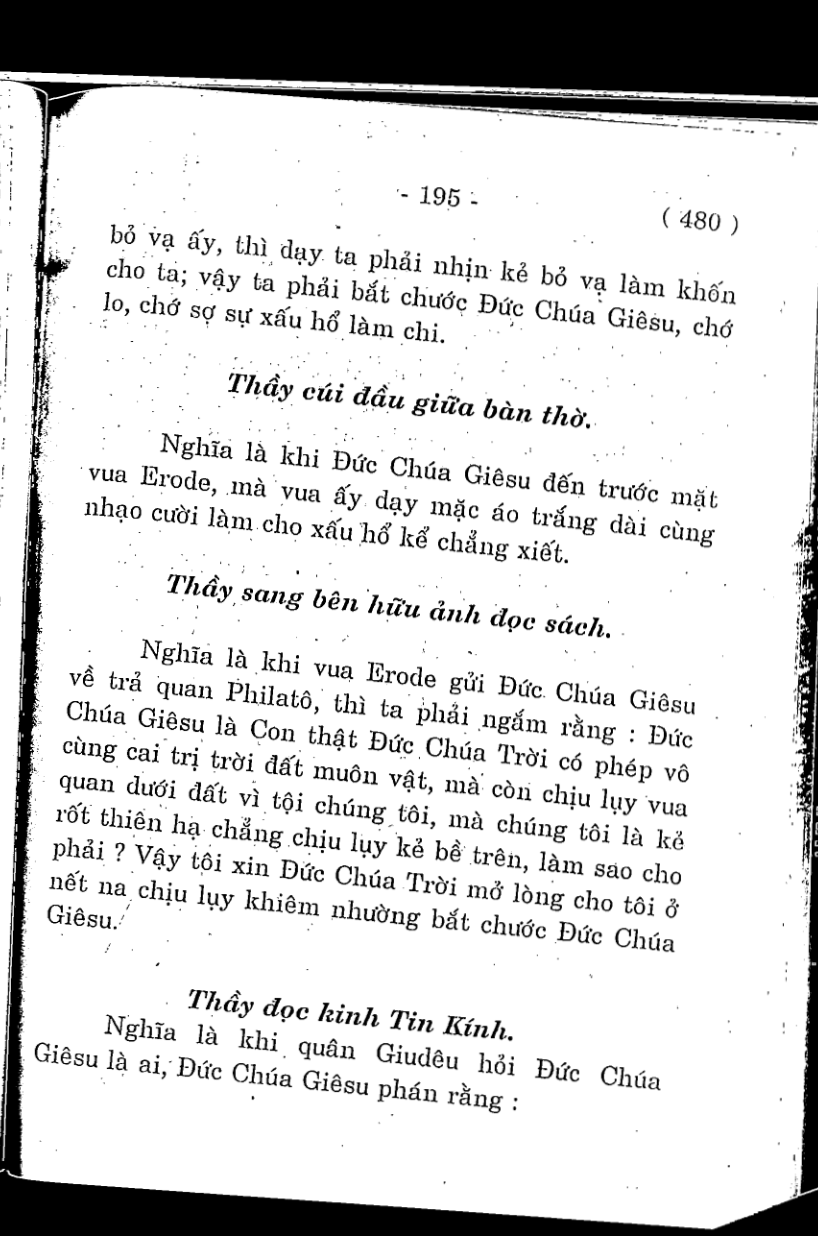 - 195 -
( 480 )
bỏ vạ ấy, thì dạy ta phải nhịn kẻ bỏ vạ làm khốn
cho ta; vậy ta phải bắt chước Đức Chúa Giêsu, chớ
lo, chớ sợ sự xấu hổ làm chi.
Thầy cúi đầu giữa bàn thờ.
Nghĩa là khi Đức Chúa Giêsu đến trước mặt
vua Erode, mà vua ấy dạy mặc áo trắng dài cùng
nhạo cười làm cho xấu hổ kể chẳng xiết.
Thầy sang bên hữu ảnh đọc sách.
Nghĩa là khi vua Erode gửi Đức Chúa Giêsu
về trả quan Philatô, thì ta phải ngắm rằng : Đức
Chúa Giêsu là Con thật Đức Chúa Trời có phép vô
cùng cai trị trời đất muôn vật, mà còn chịu lụy vua
quan dưới đất vì tội chúng tôi, mà chúng tôi là kẻ
rốt thiên hạ chẳng chịu lụy kẻ bề trên, làm sao cho
phải ? Vậy tôi xin Đức Chúa Trời mở lòng cho tôi ở
nết na chịu lụy khiêm nhường bắt chước Đức Chúa
Giêsu.
Thầy đọc kinh Tin Kính.
Nghĩa là khi quân Giudêu hỏi Đức Chúa
Giêsu là ai, Đức Chúa Giêsu phán rằng :